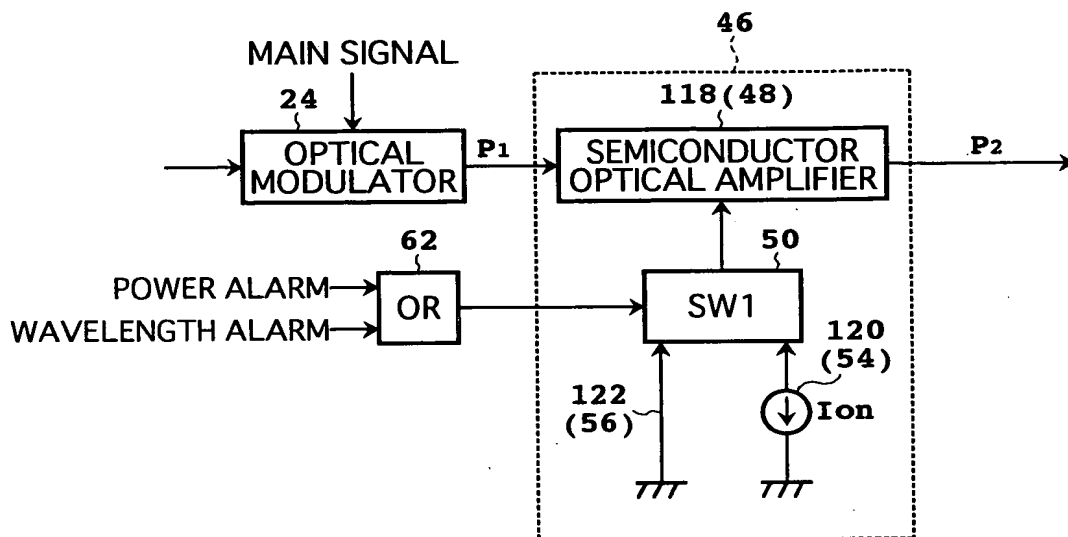 46
MAIN SIGNAL
24
118(48)
OPTICAL
MODULATOR
P1
SEMICONDUCTOR
OPTICAL AMPLIFIER
P2
62
50
POWER ALARM
WAVELENGTH ALARM
OR
SW1
120
(54)
122
(56)
Ion